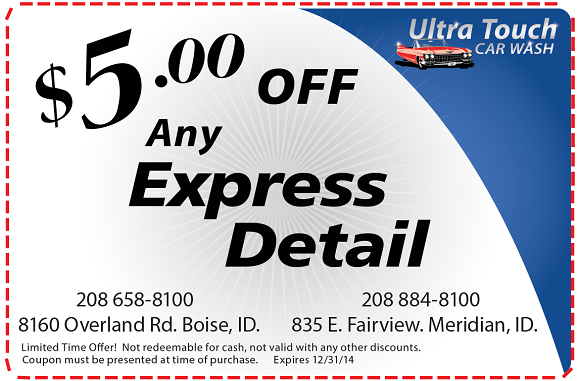 Ultra Touch
CAR WASH
$5.00 OFF
Any
Express
Detail
208 658-8100
8160 Overland Rd. Boise, ID.
208 884-8100
835 E. Fairview. Meridian, ID.
Limited Time Offer! Not redeemable for cash, not valid with any other discounts.
Coupon must be presented at time of purchase. Expires 12/31/14